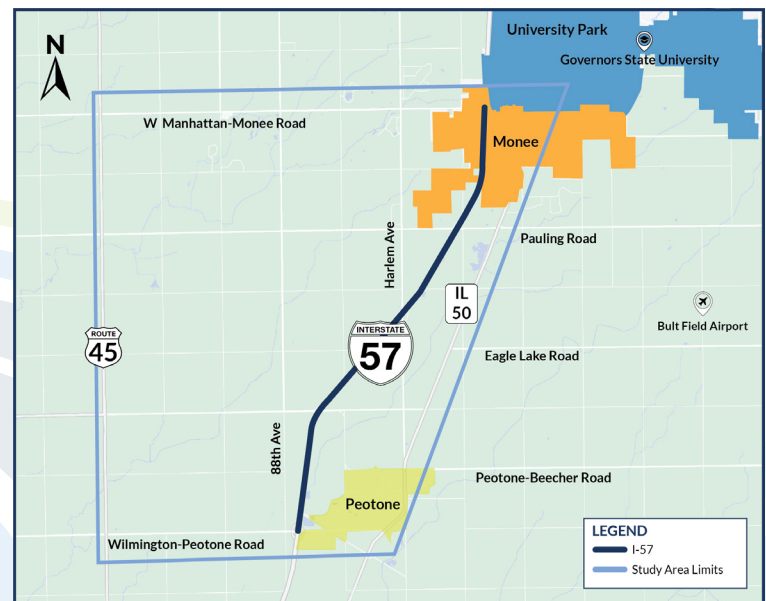 University Park
Governors State University
N
W Manhattan-Monee Road
Monee
Harlem Ave
Pauling Road
IL
50
Bult Field Airport
ROUTE
45
INTERSTATE
57
Eagle Lake Road
88th Ave
Peotone-Beecher Road
Peotone
Wilmington-Peotone Road
LEGEND
I-57
Study Area Limits